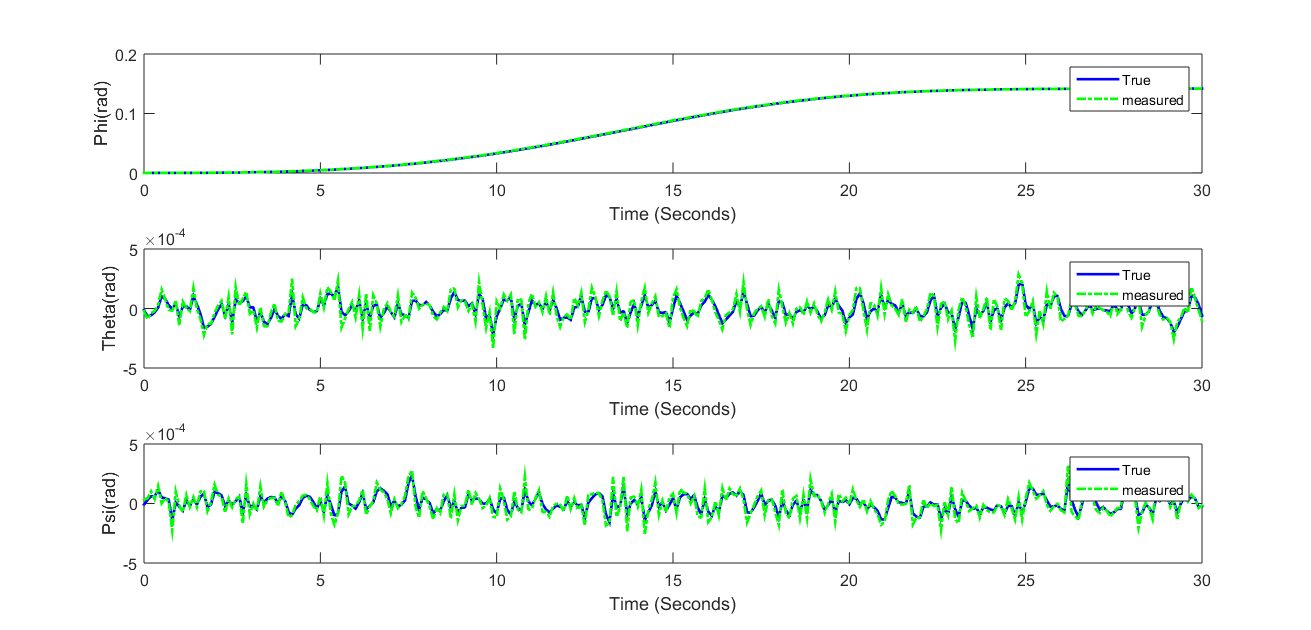 0.2
0.1
0
Phi(rad)
True
measured
0 5 10 15 20 25 30
Time (Seconds)
×10-4
5
0
-5
Theta(rad)
True
measured
0 5 10 15 20 25 30
Time (Seconds)
×10-4
5
0
-5
Psi(rad)
True
measured
0 5 10 15 20 25 30
Time (Seconds)